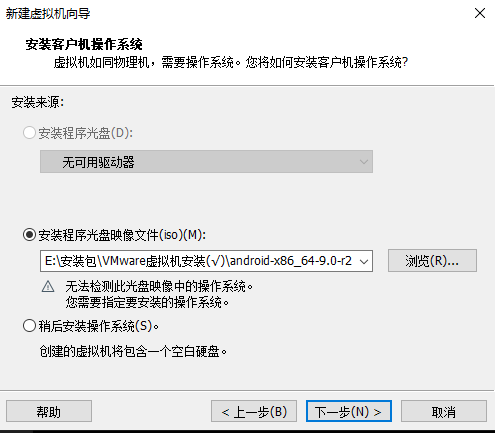 新建虚拟机向导
安装客户机操作系统
虚拟机如同物理机，需要操作系统。您将如何安装客户机操作系统?
安装来源:
安装程序光盘(D):
无可用驱动器
安装程序光盘映像文件(iso)(M):
E:\安装包\VMware虚拟机安装(√)\android-x86_64-9.0-r2
浏览(R)...
无法检测此光盘映像中的操作系统。
您需要指定要安装的操作系统。
稍后安装操作系统(S)。
创建的虚拟机将包含一个空白硬盘。
帮助
< 上一步(B)
下一步(N) >
取消